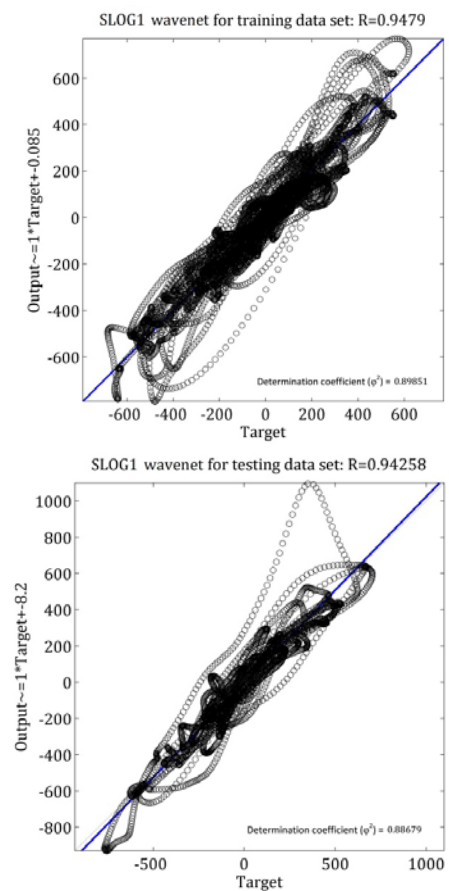 SLOG1 wavenet for training data set: R=0.9479
Output~=1*Target+-0.085
600
400
200
0
-200
-400
-600
Determination coefficient (φ²) = 0.89851
-600 -400 -200 0 200 400 600
Target
SLOG1 wavenet for testing data set: R=0.94258
Output~=1*Target+-8.2
1000
800
600
400
200
0
-200
-400
-600
-800
Determination coefficient (φ²) = 0.88679
-500 0 500 1000
Target